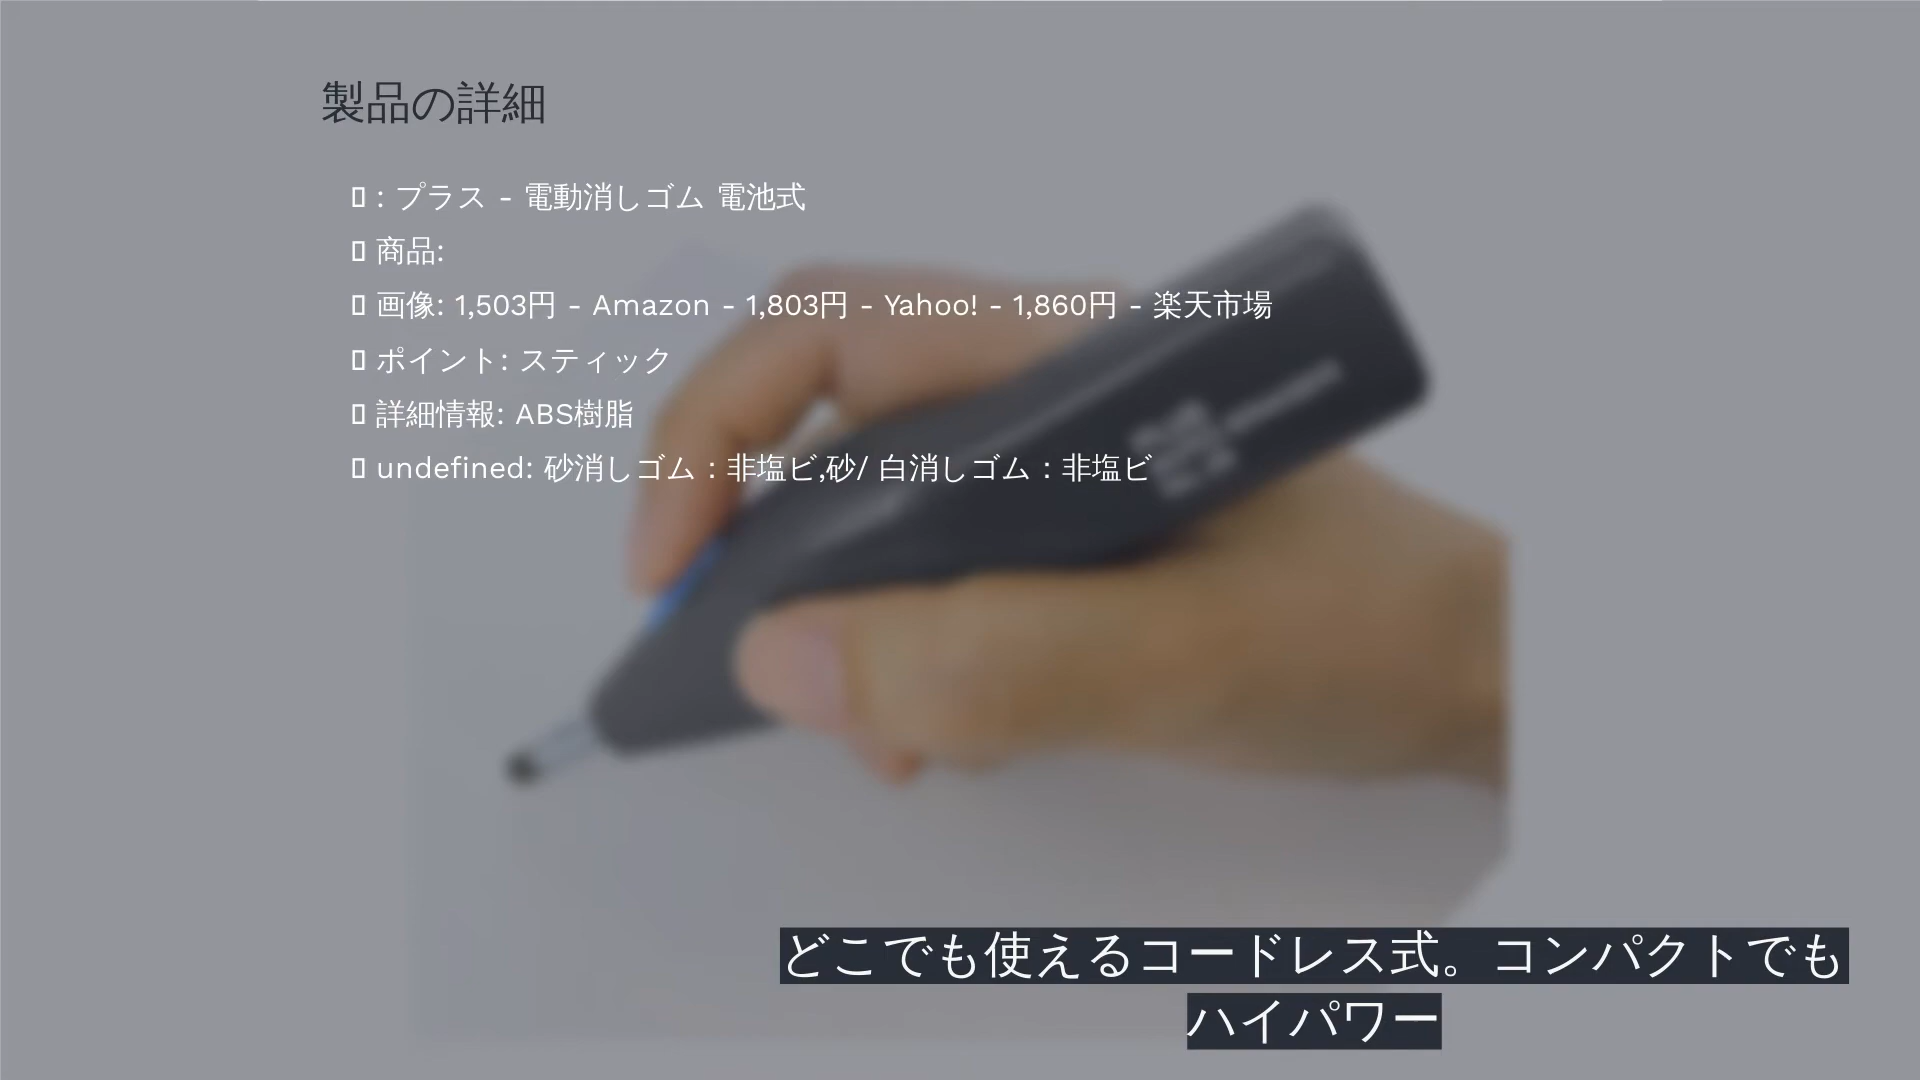 製品の詳細
: プラス - 電動消しゴム 電池式
商品:
画像: 1,503円 - Amazon - 1,803円 - Yahoo! - 1,860円 - 楽天市場
ポイント: スティック
詳細情報: ABS樹脂
undefined: 砂消しゴム：非塩ビ,砂/ 白消しゴム：非塩ビ
どこでも使えるコードレス式。コンパクトでも
ハイパワー